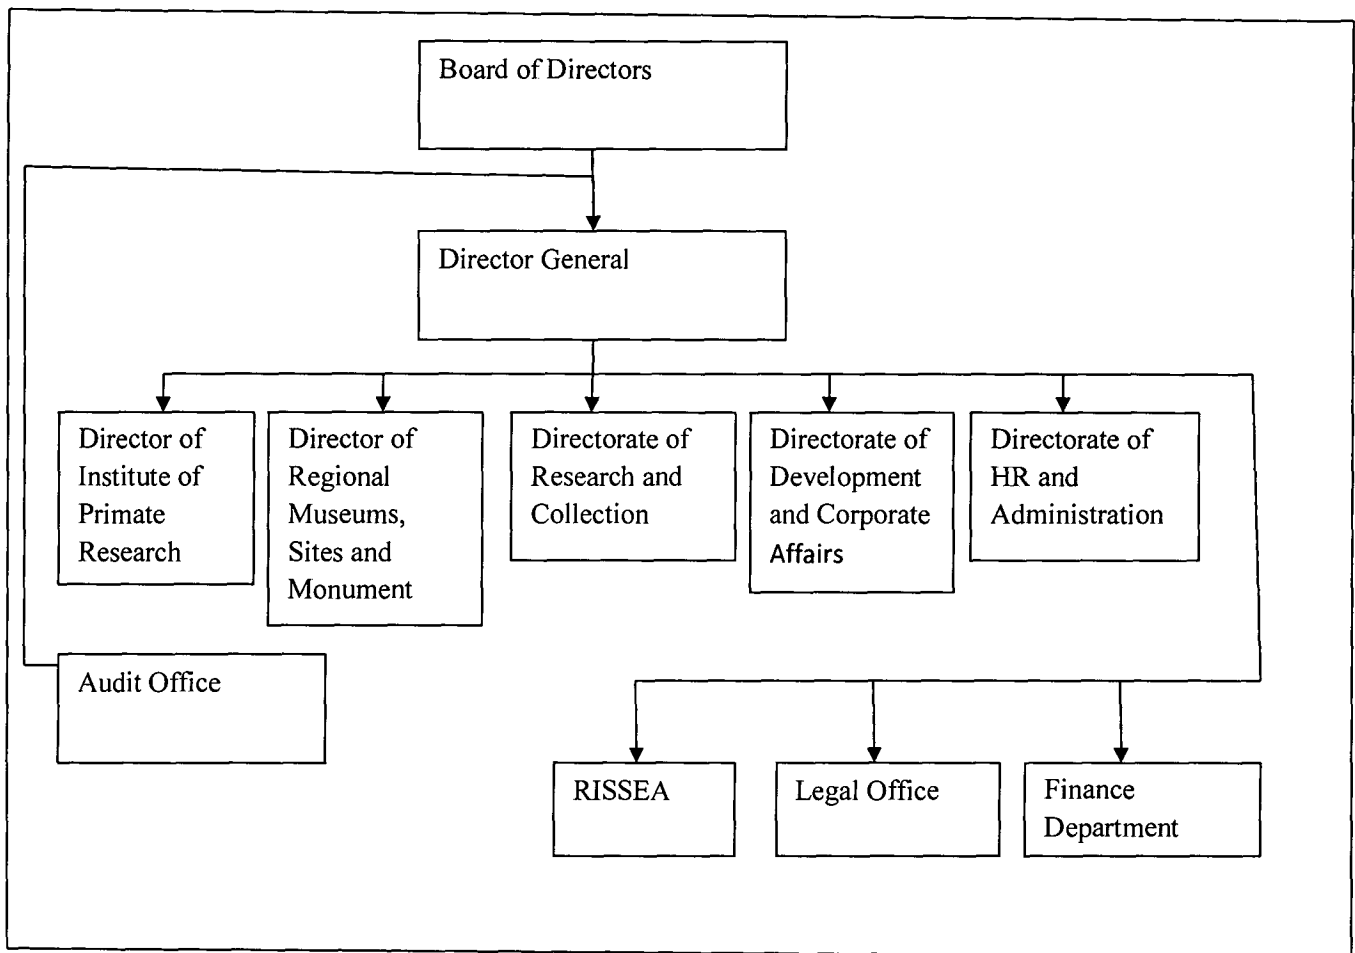 Board of Directors
Director General
Director of
Institute of
Primate
Research
Director of
Regional
Museums,
Sites and
Monument
Directorate of
Research and
Collection
Directorate of
Development
and Corporate
Affairs
Directorate of
HR and
Administration
Audit Office
RISSEA
Legal Office
Finance
Department